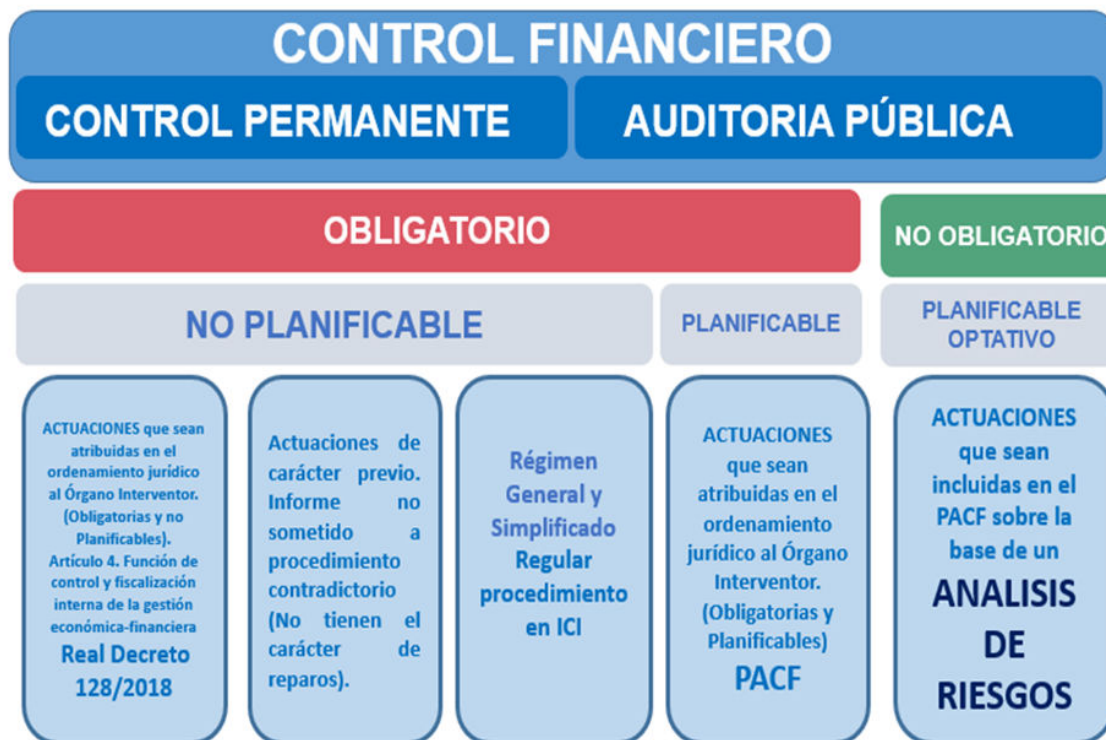 CONTROL FINANCIERO
CONTROL PERMANENTE
AUDITORIA PÚBLICA
OBLIGATORIO
NO OBLIGATORIO
NO PLANIFICABLE
PLANIFICABLE
PLANIFICABLE
OPTATIVO
ACTUACIONES que sean
atribuidas en el
ordenamiento jurídico
al Órgano Interventor.
(Obligatorias y no
Planificables).
Artículo 4. Función de
control y fiscalización
interna de la gestión
económica-financiera
Real Decreto
128/2018
Actuaciones de
carácter previo.
Informe no
sometido a
procedimiento
contradictorio
(No tienen el
carácter de
reparos).
Régimen
General y
Simplificado
Regular
procedimiento
en ICI
ACTUACIONES
que sean
atribuidas en el
ordenamiento
jurídico al Órgano
Interventor.
(Obligatorias y
Planificables)
PACF
ACTUACIONES
que sean
incluidas en el
PACF sobre la
base de un
ANALISIS
DE
RIESGOS